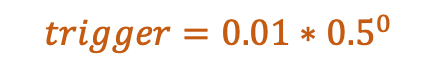 trigger = 0.01 * 0.5⁰